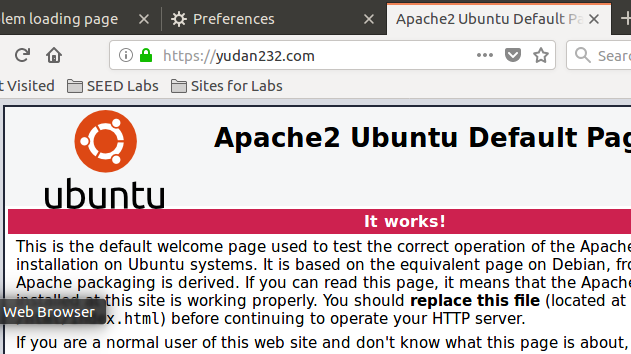 lem loading page
Preferences
Apache2 Ubuntu Default Pa
https://yudan232.com
Sear
t Visited
SEED Labs
Sites for Labs
ubuntu
Apache2 Ubuntu Default Pag
It works!
This is the default welcome page used to test the correct operation of the Apache
installation on Ubuntu systems. It is based on the equivalent page on Debian, fro
Apache packaging is derived. If you can read this page, it means that the Apache
installed at this site is working properly. You should replace this file (located at
Web Browser
x.html) before continuing to operate your HTTP server.
If you are a normal user of this web site and don't know what this page is about,